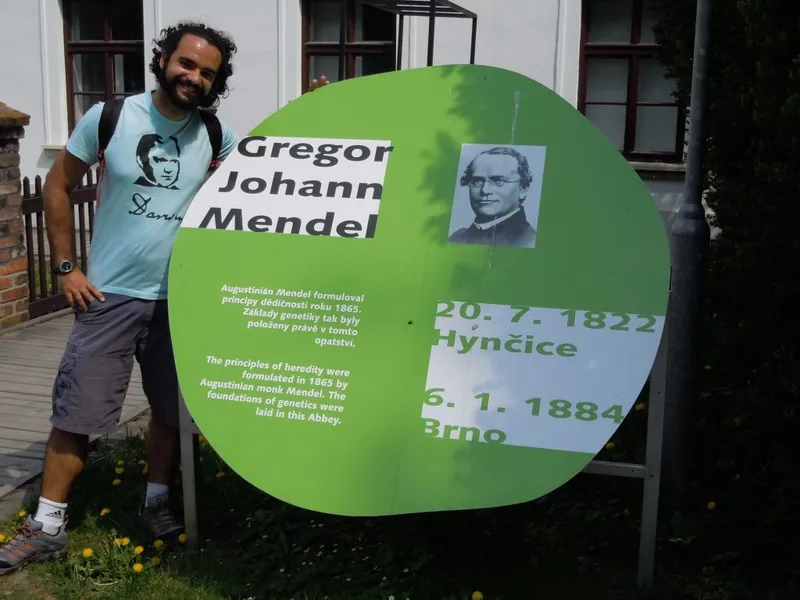 Gregor
Johann
Mendel
Darwin
Augustinián Mendel formuloval
principy dědičnosti roku 1865.
Základy genetiky tak byly
položeny právě v tomto
opatství.
The principles of heredity were
formulated in 1865 by
Augustinian monk Mendel. The
foundations of genetics were
laid in this Abbey.
20. 7. 1822
Hynčice
6. 1. 1884
Brno